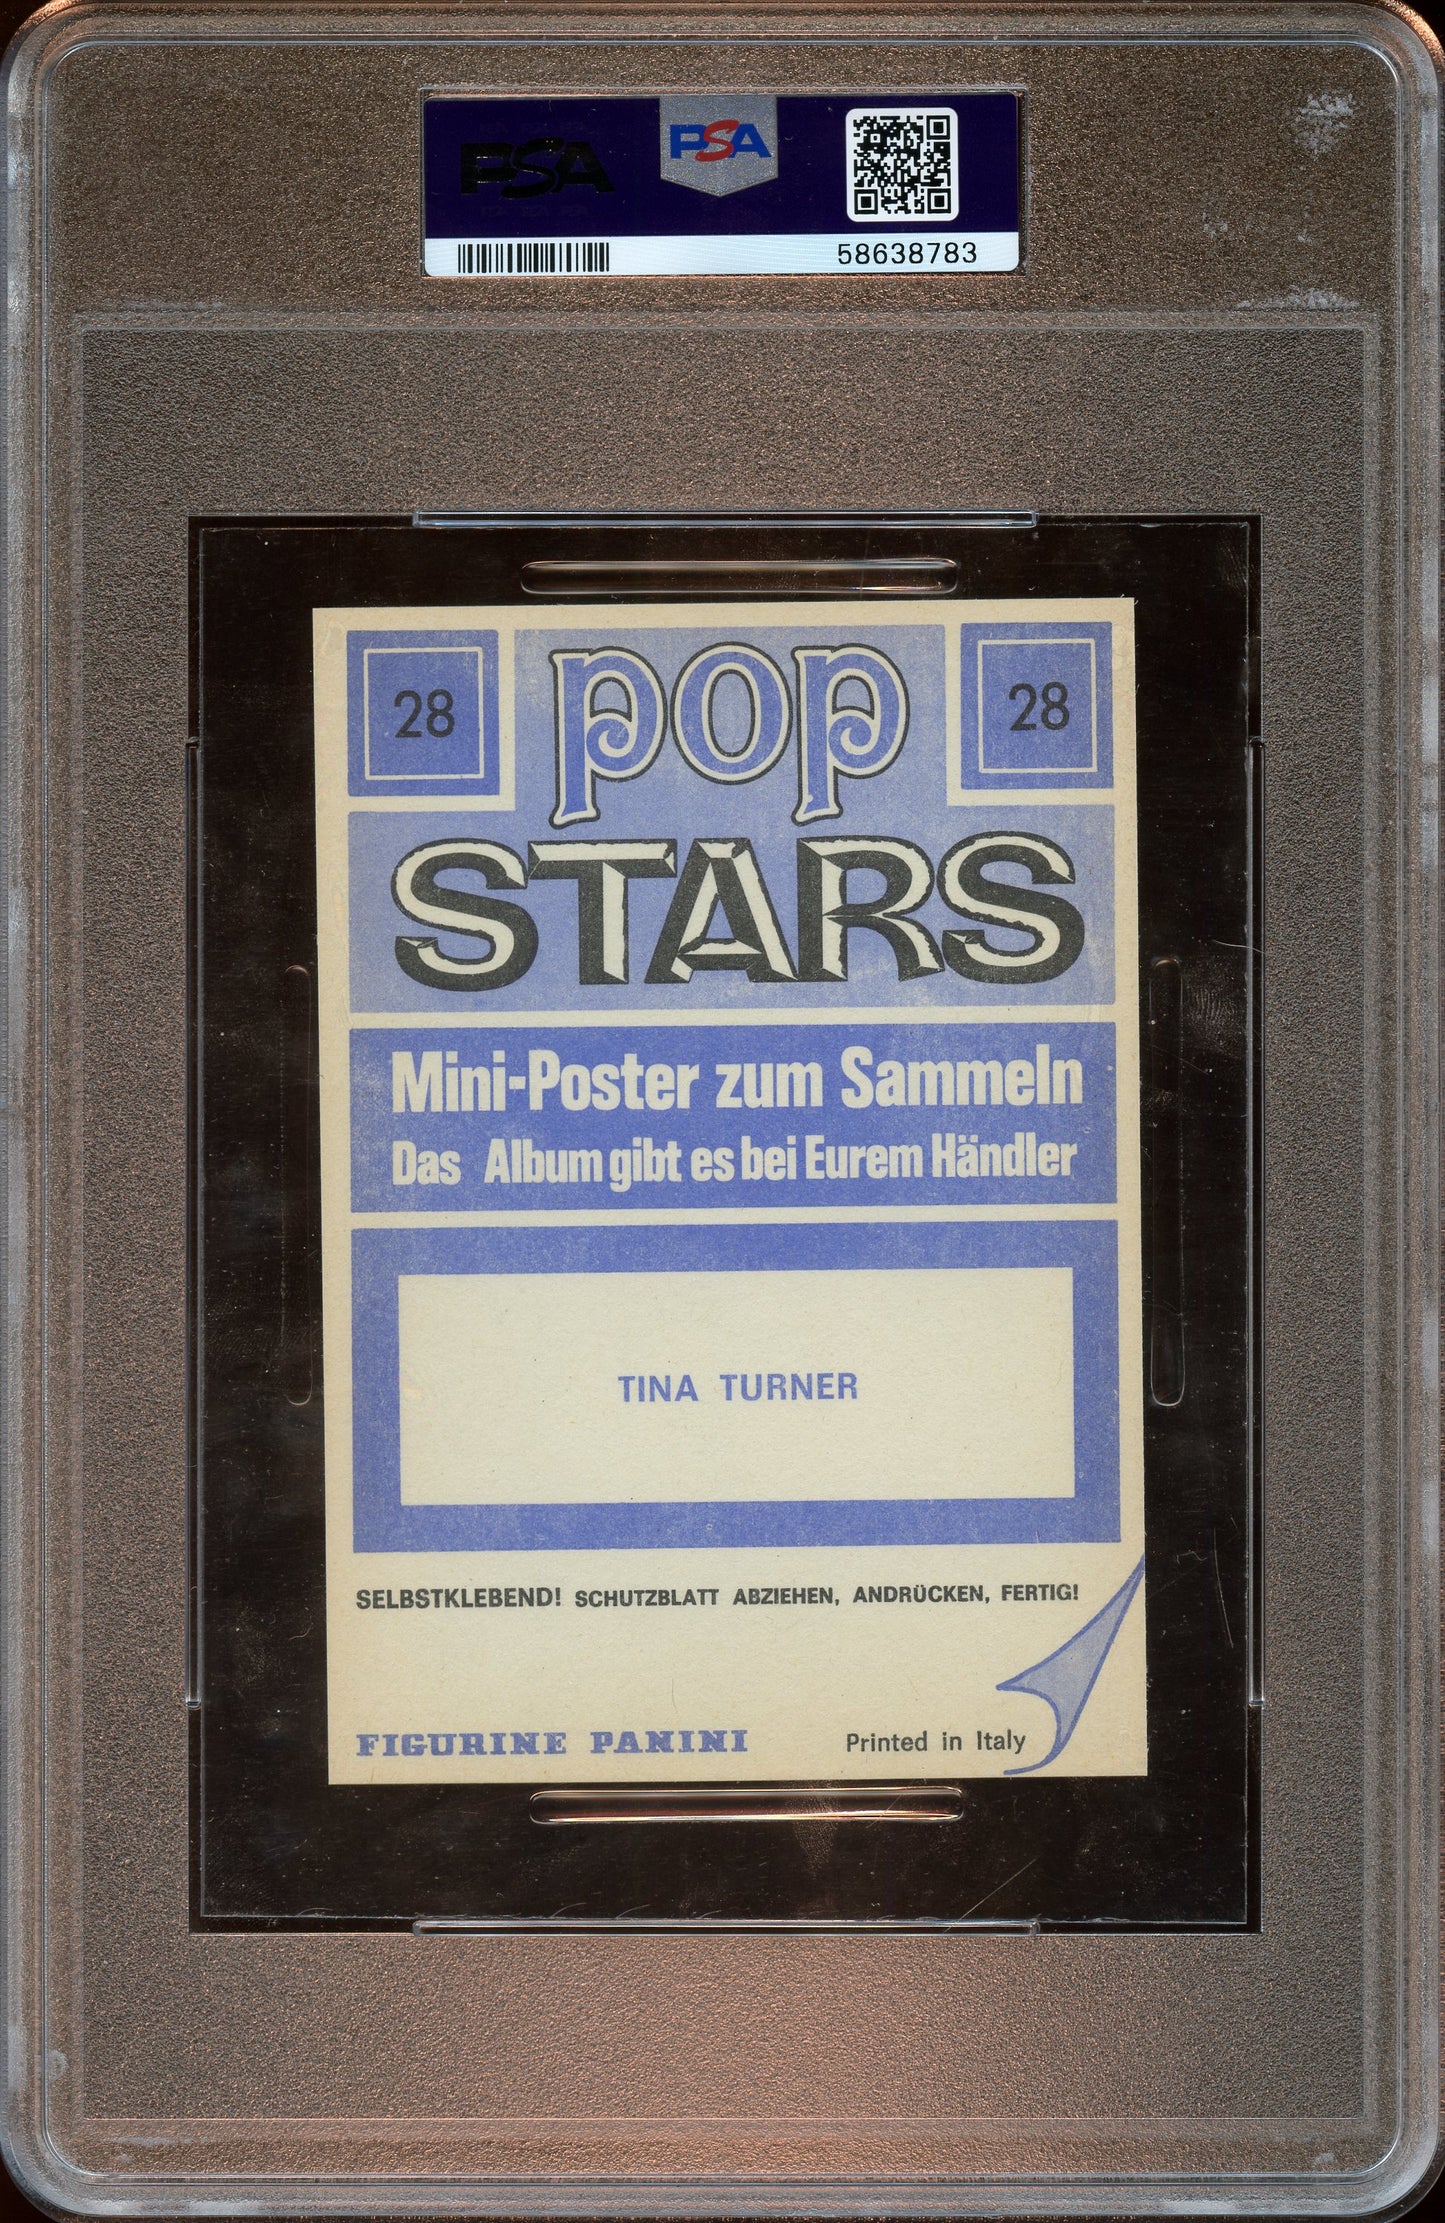 PSA
PSA
58638783
28
pop
28
STARS
Mini-Poster zum Sammeln
Das Album gibt es bei Eurem Händler
TINA TURNER
SELBSTKLEBEND! SCHUTZBLATT ABZIEHEN, ANDRÜCKEN, FERTIG!
FIGURINE PANINI
Printed in Italy